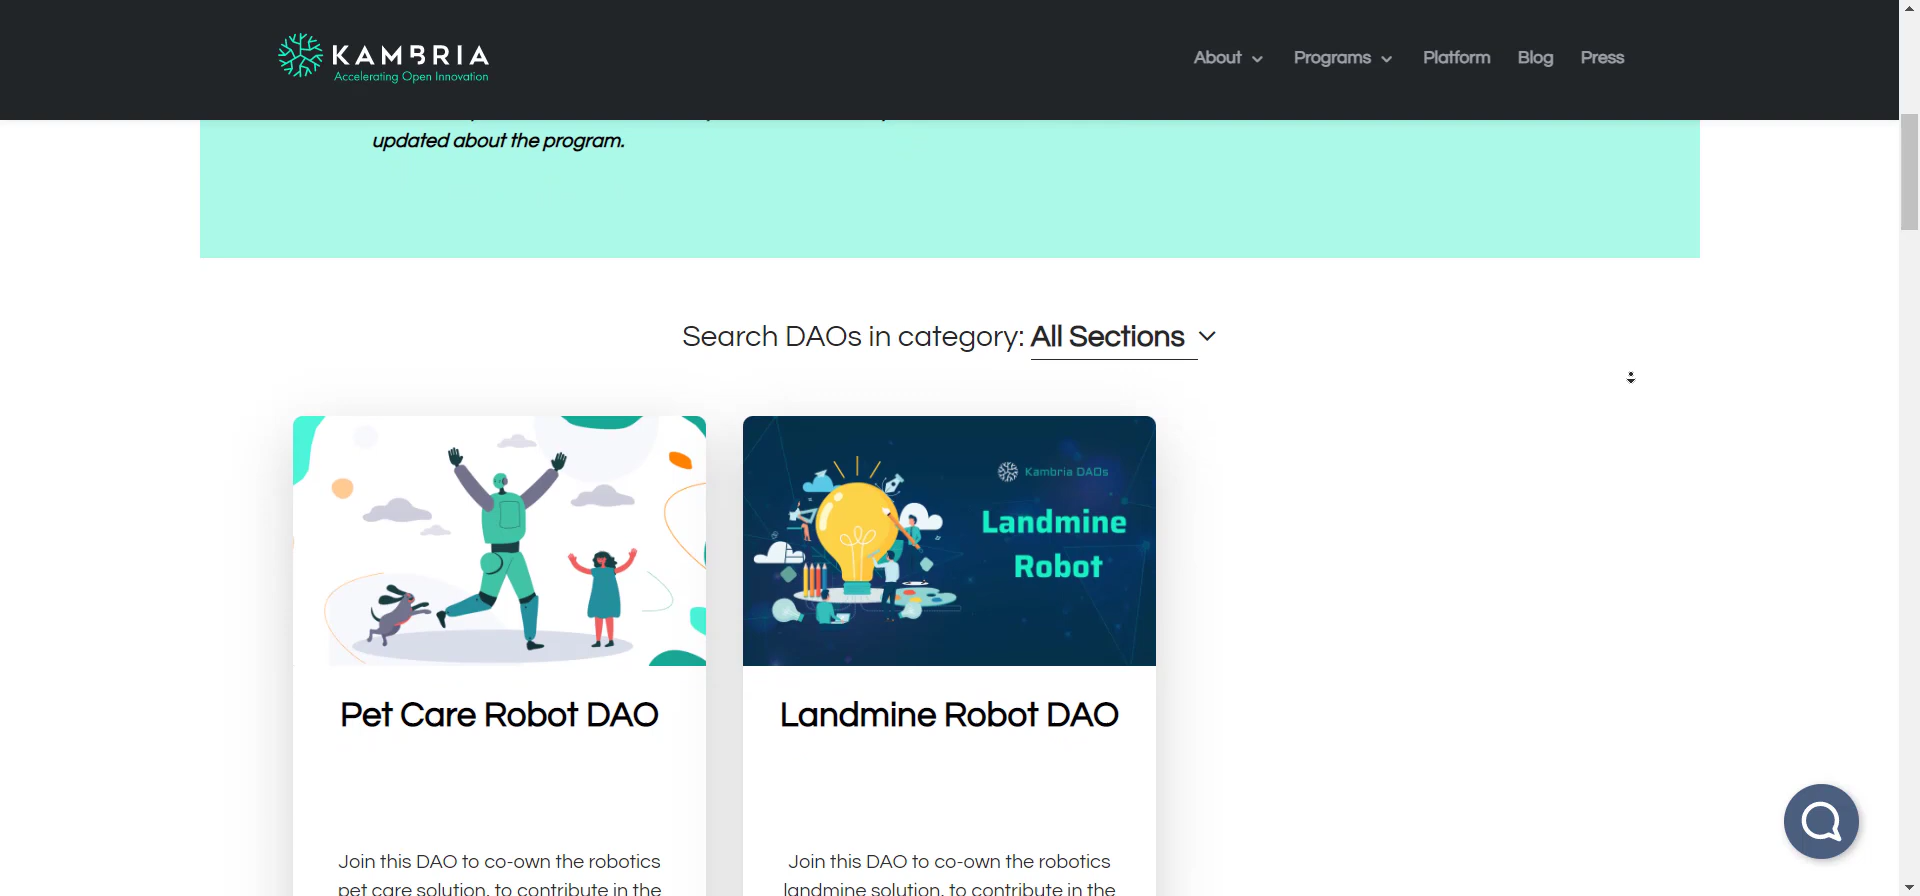 KAMBRIA
Accelerating Open Innovation
About
Programs
Platform
Blog
Press
updated about the program.
Search DAOs in category: All Sections
Kambria DAOs
Landmine
Robot
Pet Care Robot DAO
Landmine Robot DAO
Join this DAO to co-own the robotics
pet care solution, to contribute in the
Join this DAO to co-own the robotics
landmine solution, to contribute in the